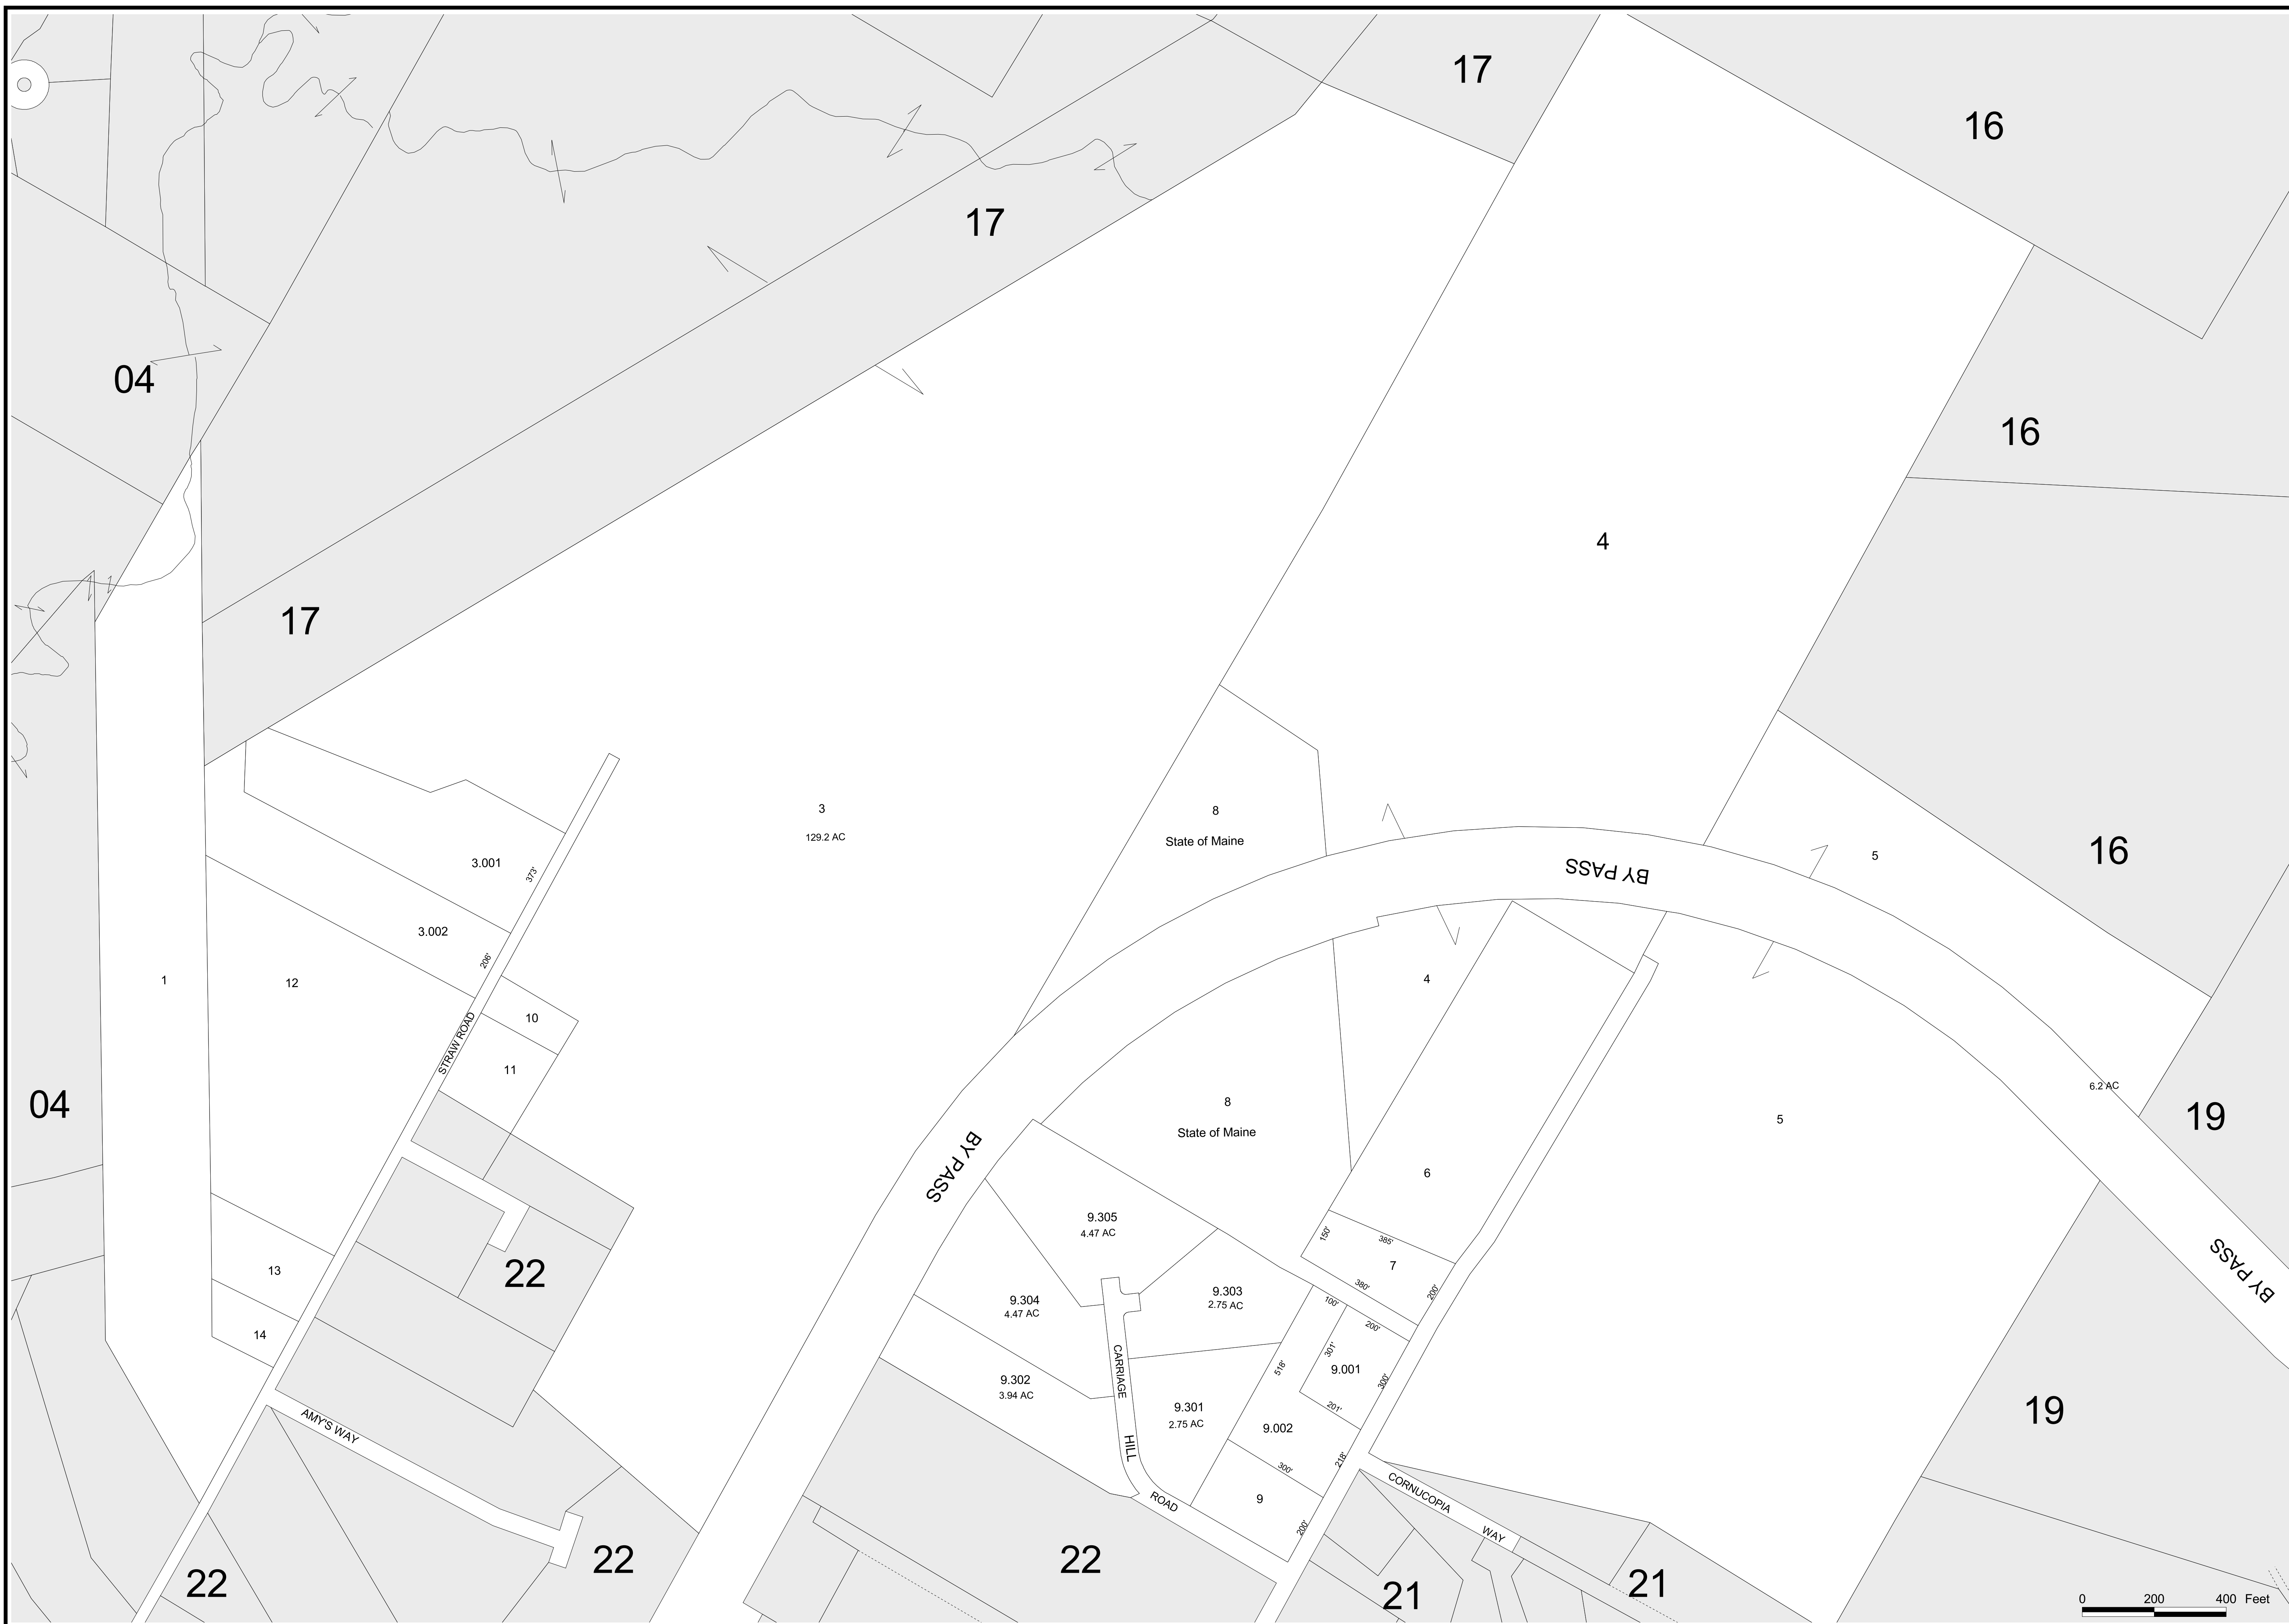 17
16
17
04
16
4
17
3
129.2 AC
8
State of Maine
BY PASS
5
16
3.001
373'
3.002
206'
1
12
10
STRAW ROAD
11
4
04
8
State of Maine
6.2 AC
19
5
BY PASS
6
9.305
4.47 AC
150'
385'
7
380'
200'
BY PASS
13
22
9.304
4.47 AC
9.303
2.75 AC
100'
200'
14
301'
9.001
518'
300'
CARRIAGE
HILL
ROAD
9.302
3.94 AC
9.301
2.75 AC
201'
19
AMY'S WAY
9.002
218'
300'
9
200'
CORNUCOPIA
WAY
22
22
22
21
21
0 200 400 Feet